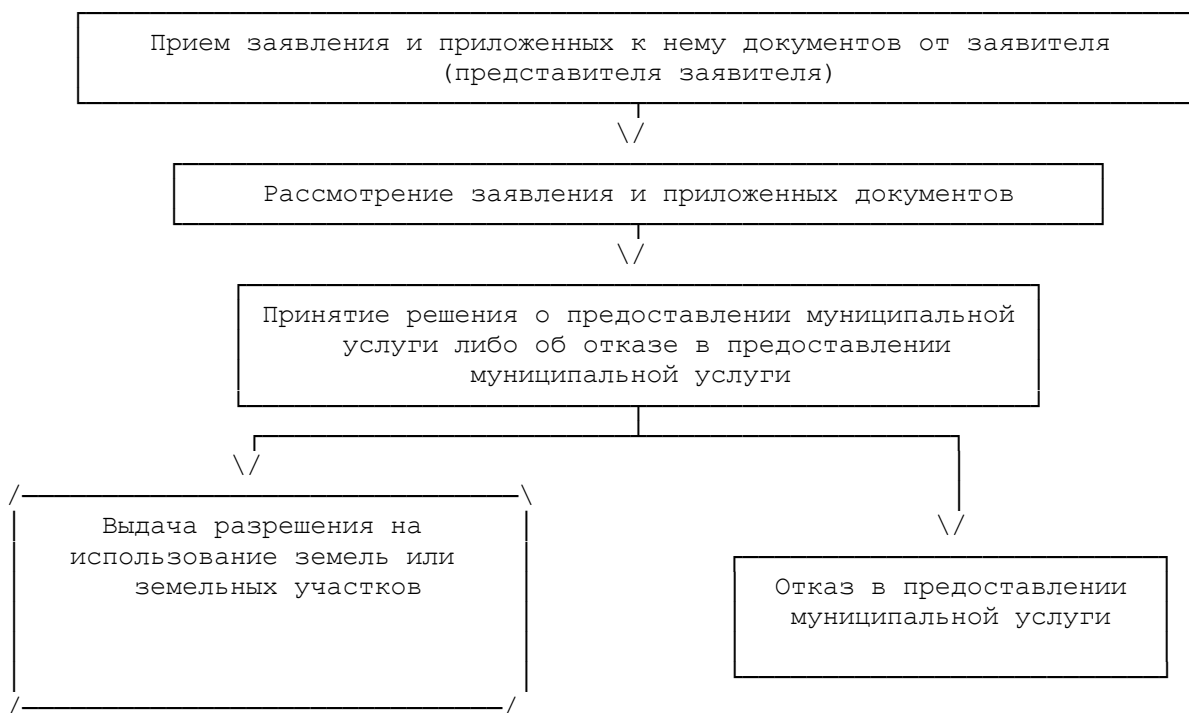 Прием заявления и приложенных к нему документов от заявителя
(представителя заявителя)
Рассмотрение заявления и приложенных документов
Принятие решения о предоставлении муниципальной
услуги либо об отказе в предоставлении
муниципальной услуги
Выдача разрешения на
использование земель или
земельных участков
Отказ в предоставлении
муниципальной услуги